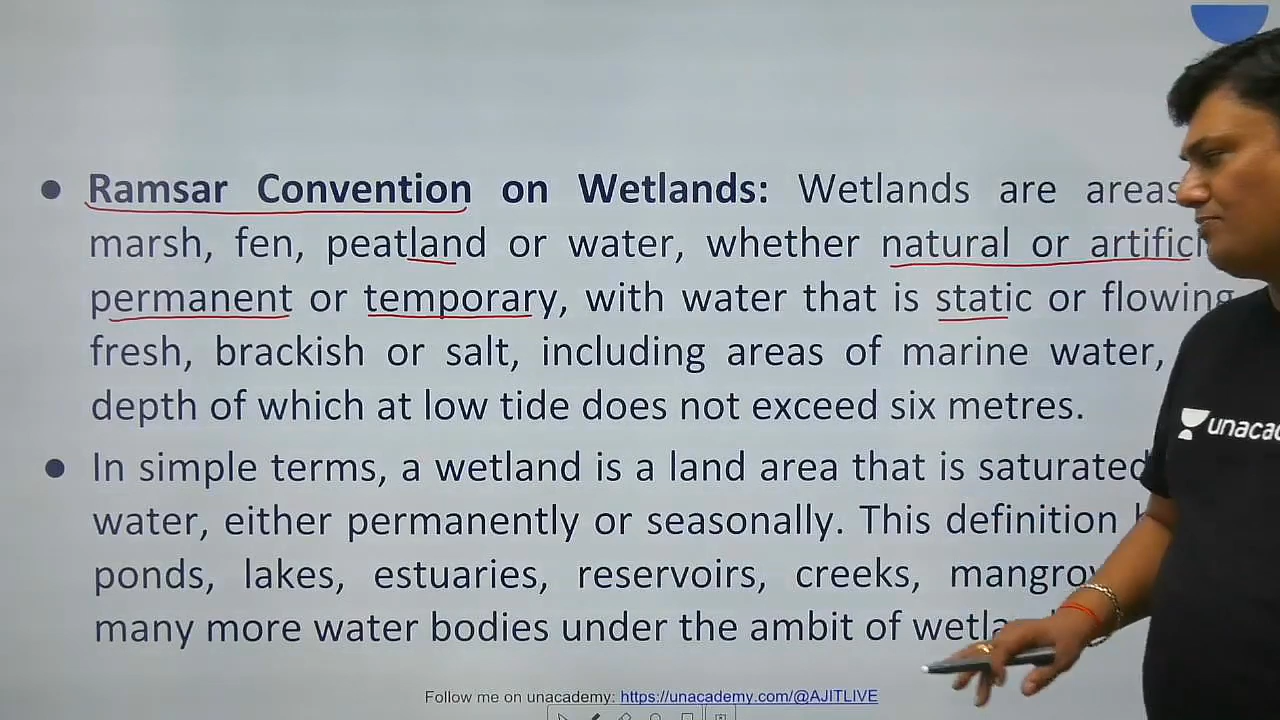 ● Ramsar Convention on Wetlands: Wetlands are areas
marsh, fen, peatland or water, whether natural or
permanent or temporary, with water that is static or flowing
fresh, brackish or salt, including areas of marine water,
depth of which at low tide does not exceed six metres.
● In simple terms, a wetland is a land area that is saturated
water, either permanently or seasonally. This definition
ponds, lakes, estuaries, reservoirs, creeks,
many more water bodies under the ambit of
unacad
Follow me on unacademy: https://unacademy.com/@AJITLIVE